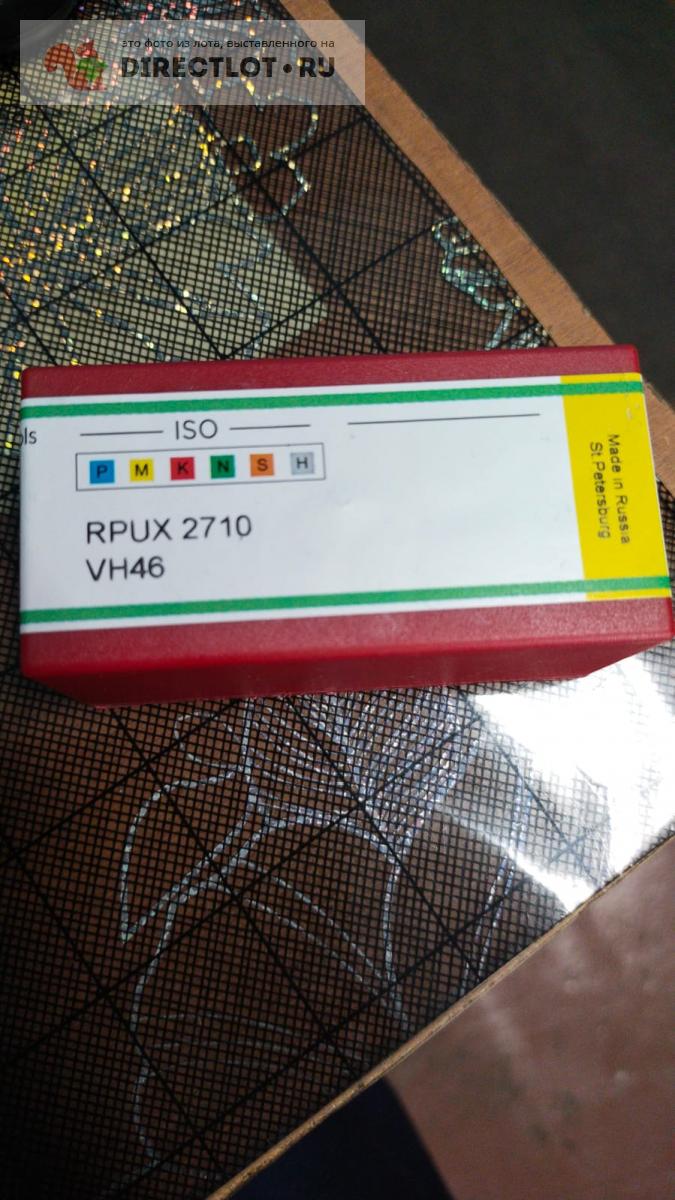 это фото из лота, выставленного на
DIRECTLOT•RU
ISO
P M K N S H
RPUX 2710
VH46
Made in Russia
St.Petersburg